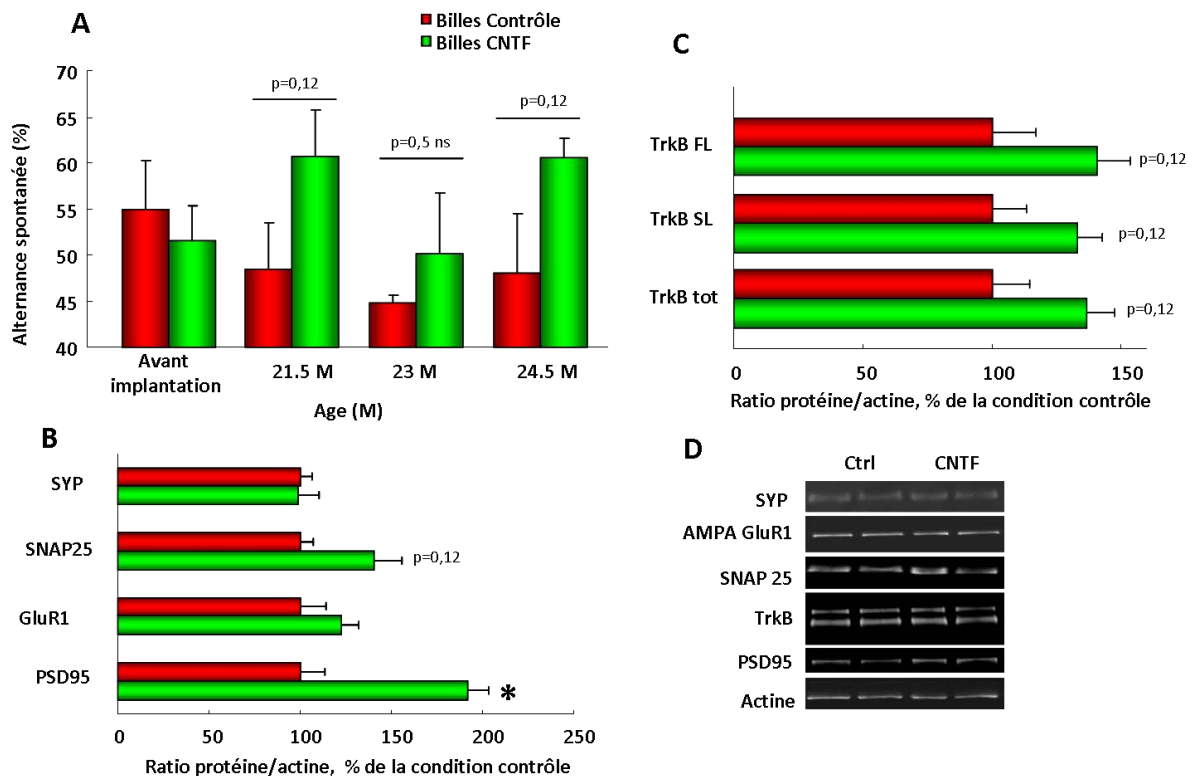 A
Billes Contrôle
Billes CNTF
70
65
60
55
50
45
40
Alternance spontanée (%)
p=0,12
p=0,5 ns
p=0,12
Avant
implantation
21.5 M
23 M
24.5 M
Age (M)
B
SYP
SNAP25
p=0,12
GluR1
PSD95
*
0
50
100
150
200
250
Ratio protéine/actine, % de la condition contrôle
C
TrkB FL
p=0,12
TrkB SL
p=0,12
TrkB tot
p=0,12
0
50
100
150
Ratio protéine/actine, % de la condition contrôle
D
Ctrl
CNTF
SYP
AMPA GluR1
SNAP 25
TrkB
PSD95
Actine